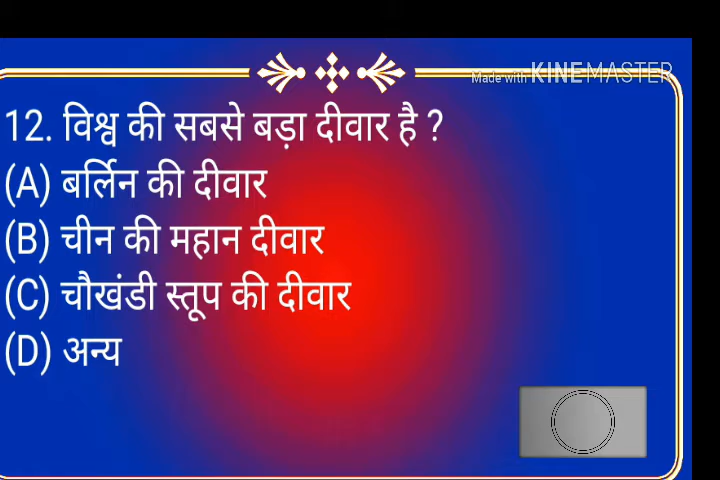 Made with KINEMASTER
12. विश्व की सबसे बड़ा दीवार है ?
(A) बर्लिन की दीवार
(B) चीन की महान दीवार
(C) चौखंडी स्तूप की दीवार
(D) अन्य